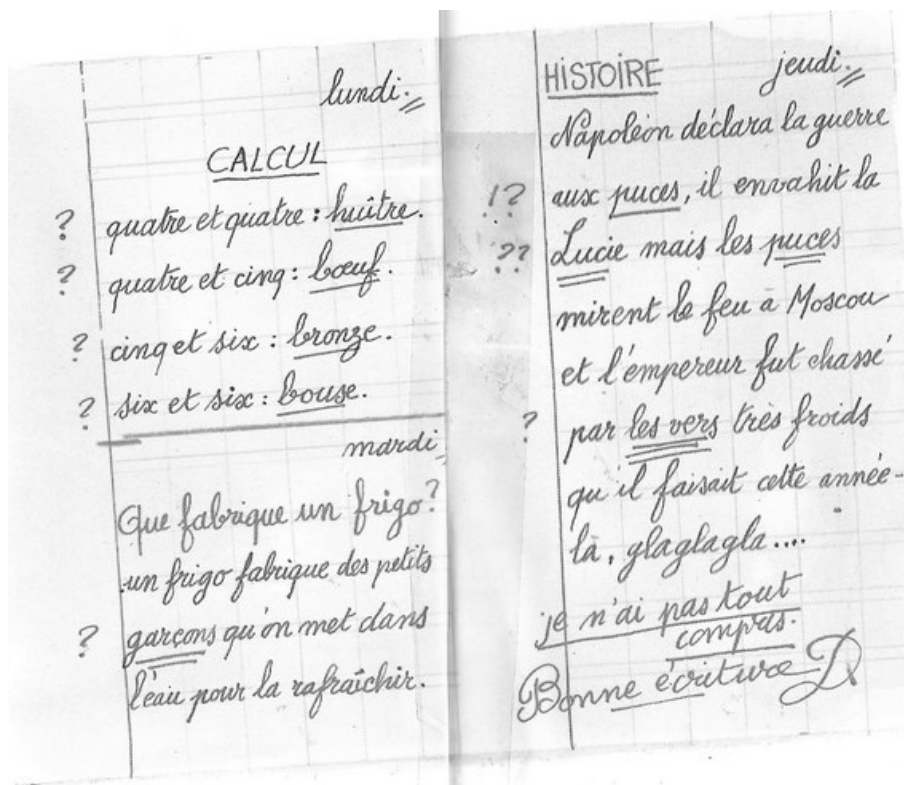 lundi.
CALCUL
? quatre et quatre : huître.
? quatre et cinq : bœuf.
? cinq et six : bronze.
? six et six : bouse.
mardi
Que fabrique un frigo?
un frigo fabrique des petits
? garçons qu'on met dans
l'eau pour la rafraîchir.
HISTOIRE jeudi.
Napoléon déclara la guerre
!? aux puces, il envahit la
?? Lucie mais les puces
mirent le feu à Moscou
et l'empereur fut chassé
? par les vers très froids
qu'il faisait cette année-
là, glaglagla....
je n'ai pas tout
compris.
Bonne écriture D